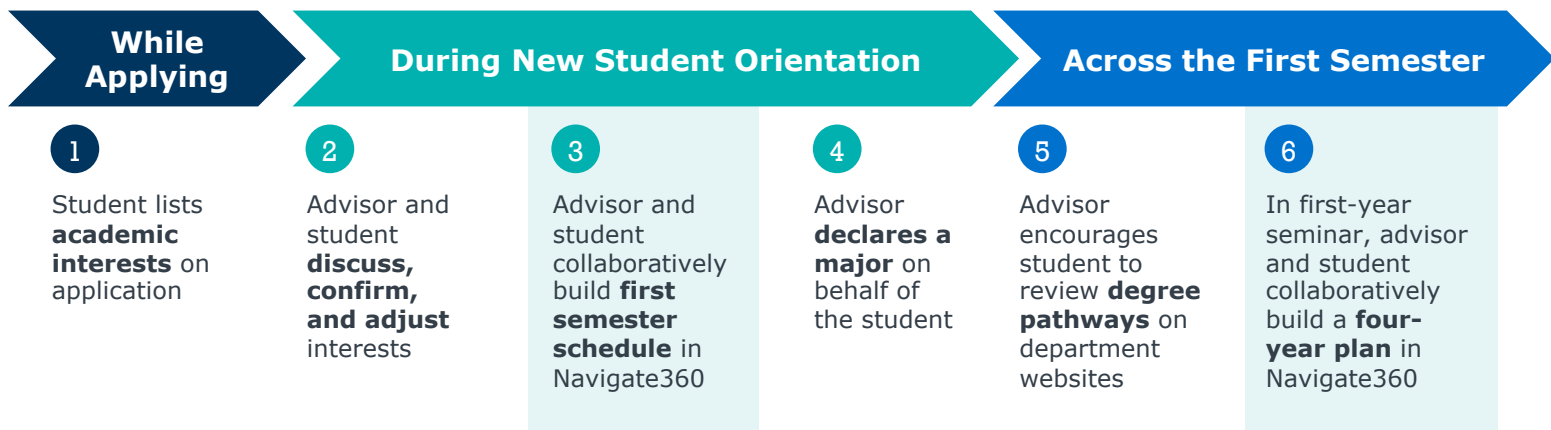 While
Applying
During New Student Orientation
Across the First Semester
1
Student lists
academic
interests on
application
2
Advisor and
student
discuss,
confirm,
and adjust
interests
3
Advisor and
student
collaboratively
build first
semester
schedule in
Navigate360
4
Advisor
declares a
major on
behalf of
the student
5
Advisor
encourages
student to
review degree
pathways on
department
websites
6
In first-year
seminar, advisor
and student
collaboratively
build a four-
year plan in
Navigate360